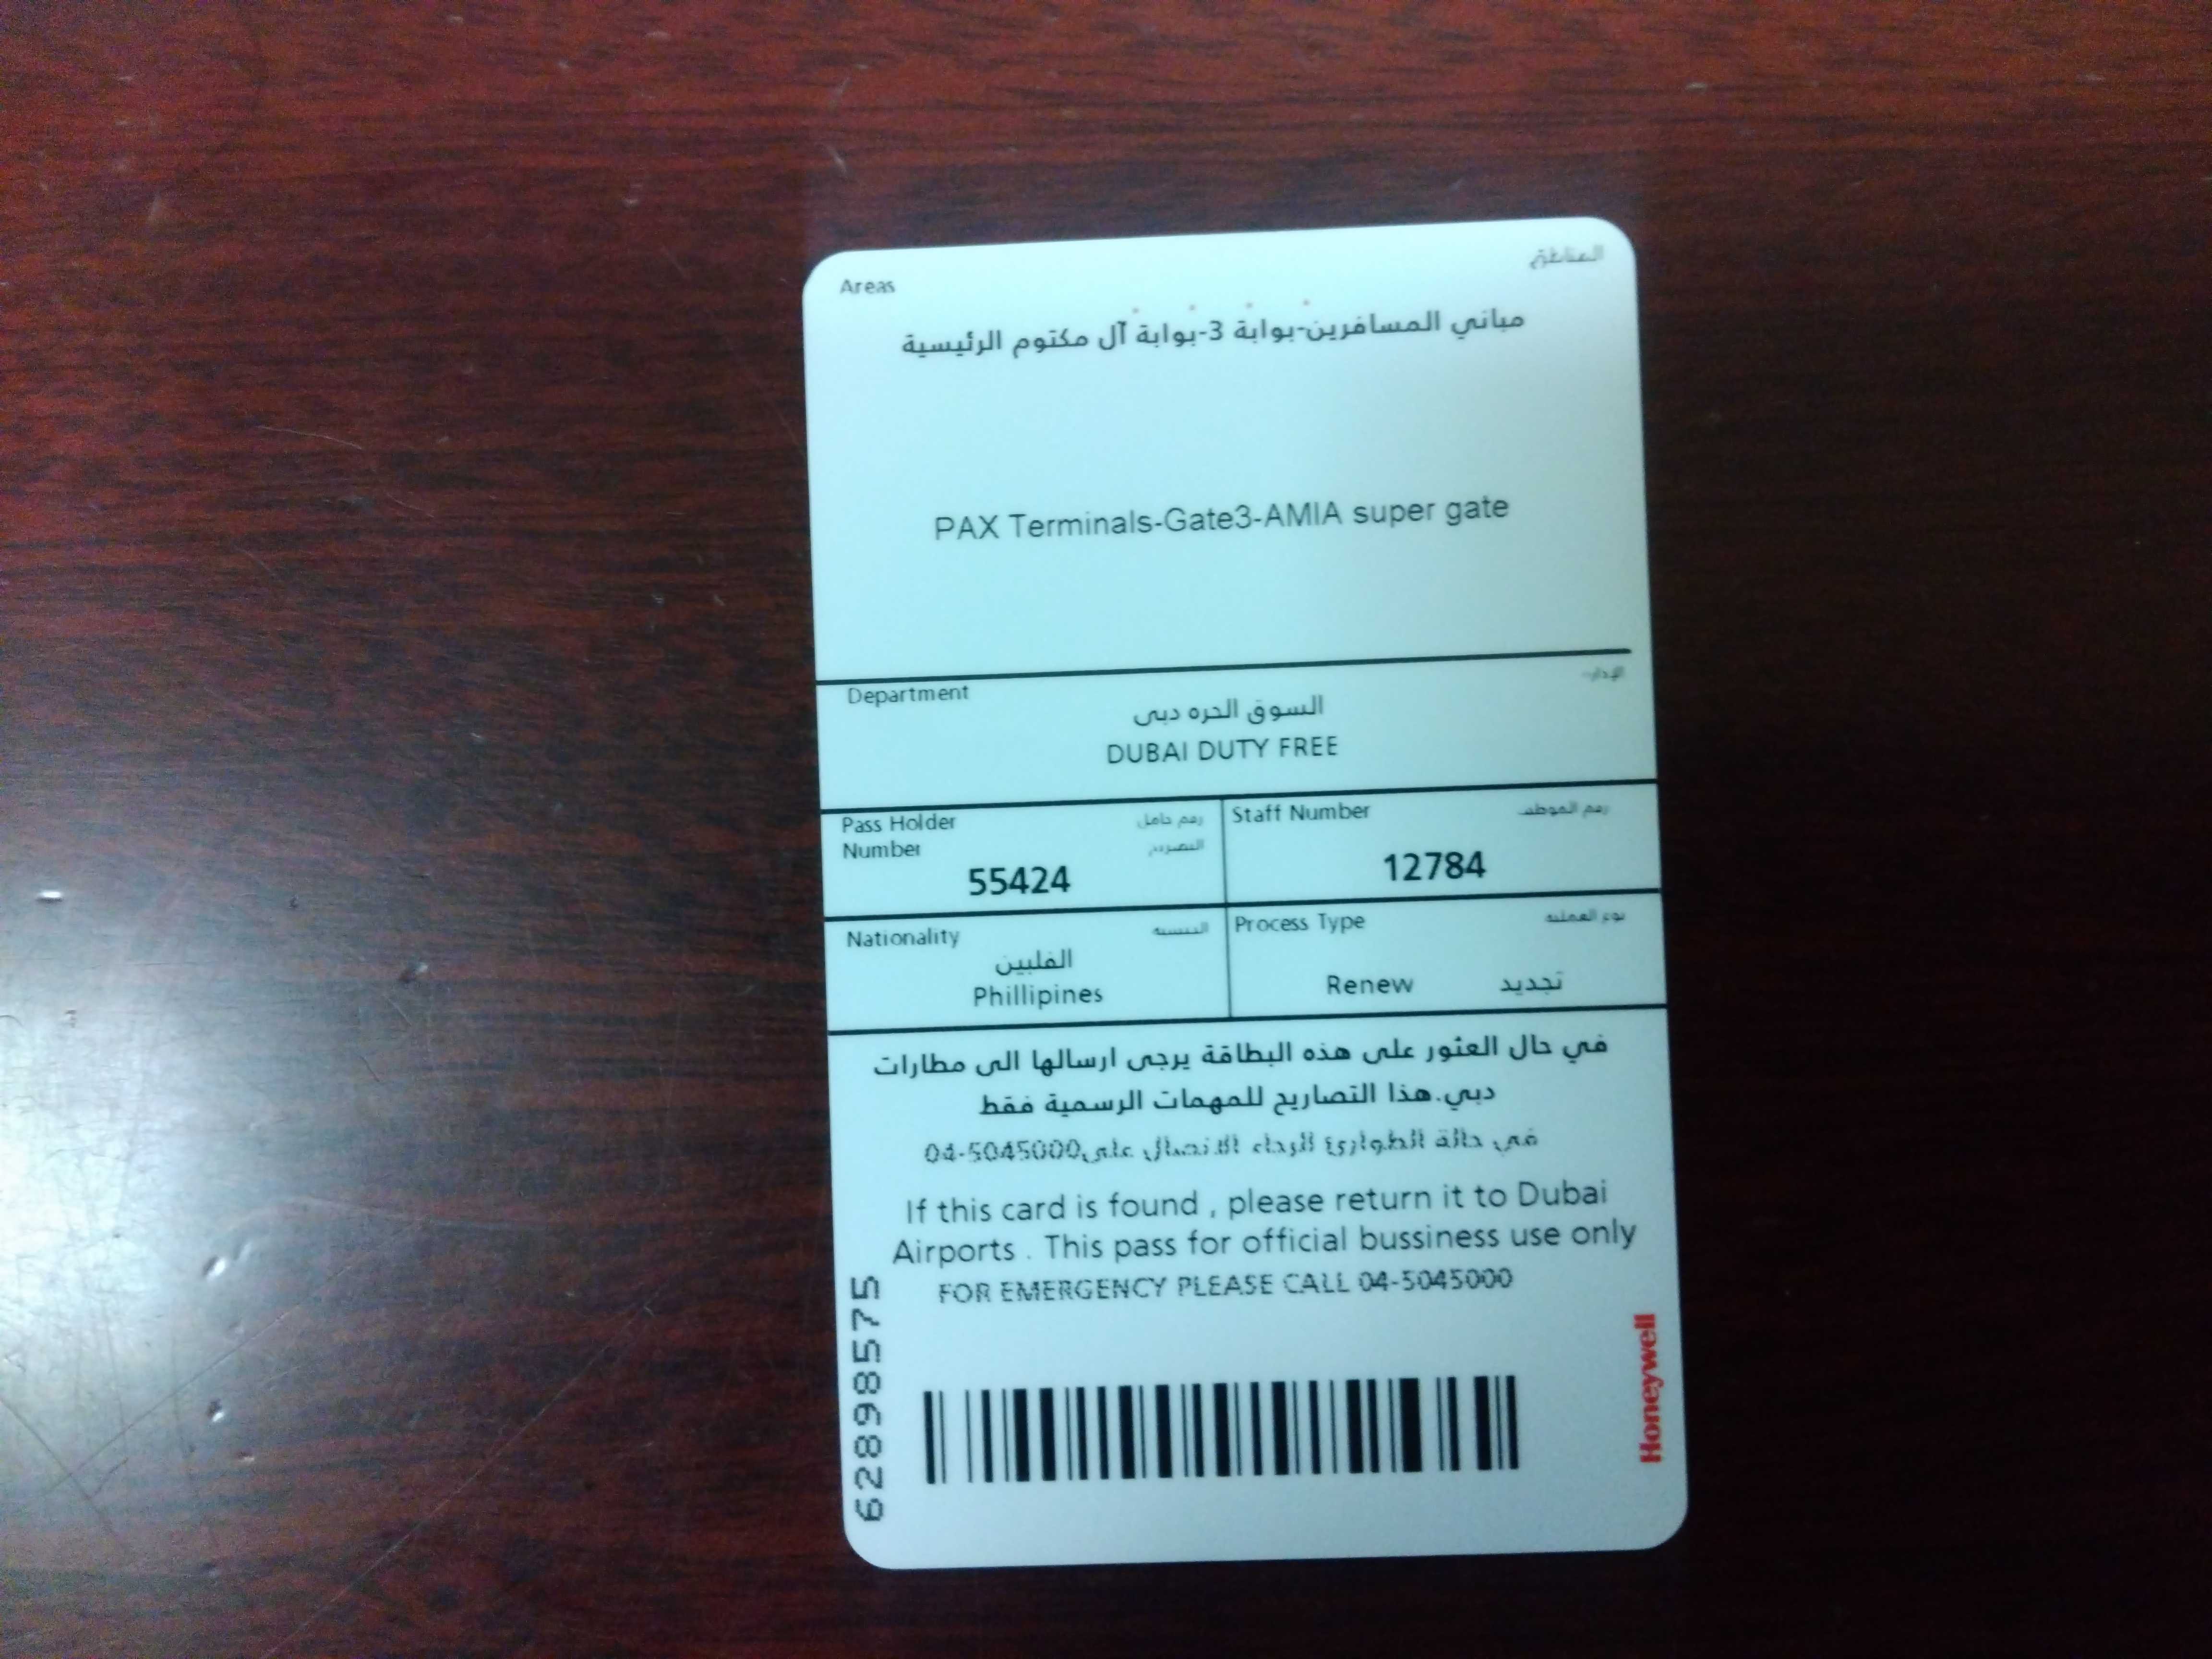 Areas المناطق
مباني المسافرين-بوابة 3-بوابة آل مكتوم الرئيسية
PAX Terminals-Gate3-AMIA super gate
Department
السوق الحره دبى
DUBAI DUTY FREE
Pass Holder رقم حامل
Number التصريح
55424
Staff Number رقم الموظف
12784
Nationality
الفلبين
Phillipines
Process Type نوع العملية
Renew تجديد
في حال العثور على هذه البطاقة يرجى ارسالها الى مطارات
دبي.هذا التصاريح للمهمات الرسمية فقط
في حالة الطوارئ الرجاء الاتصال على04-5045000
If this card is found , please return it to Dubai
Airports . This pass for official bussiness use only
FOR EMERGENCY PLEASE CALL 04-5045000
62898575
Honeywell